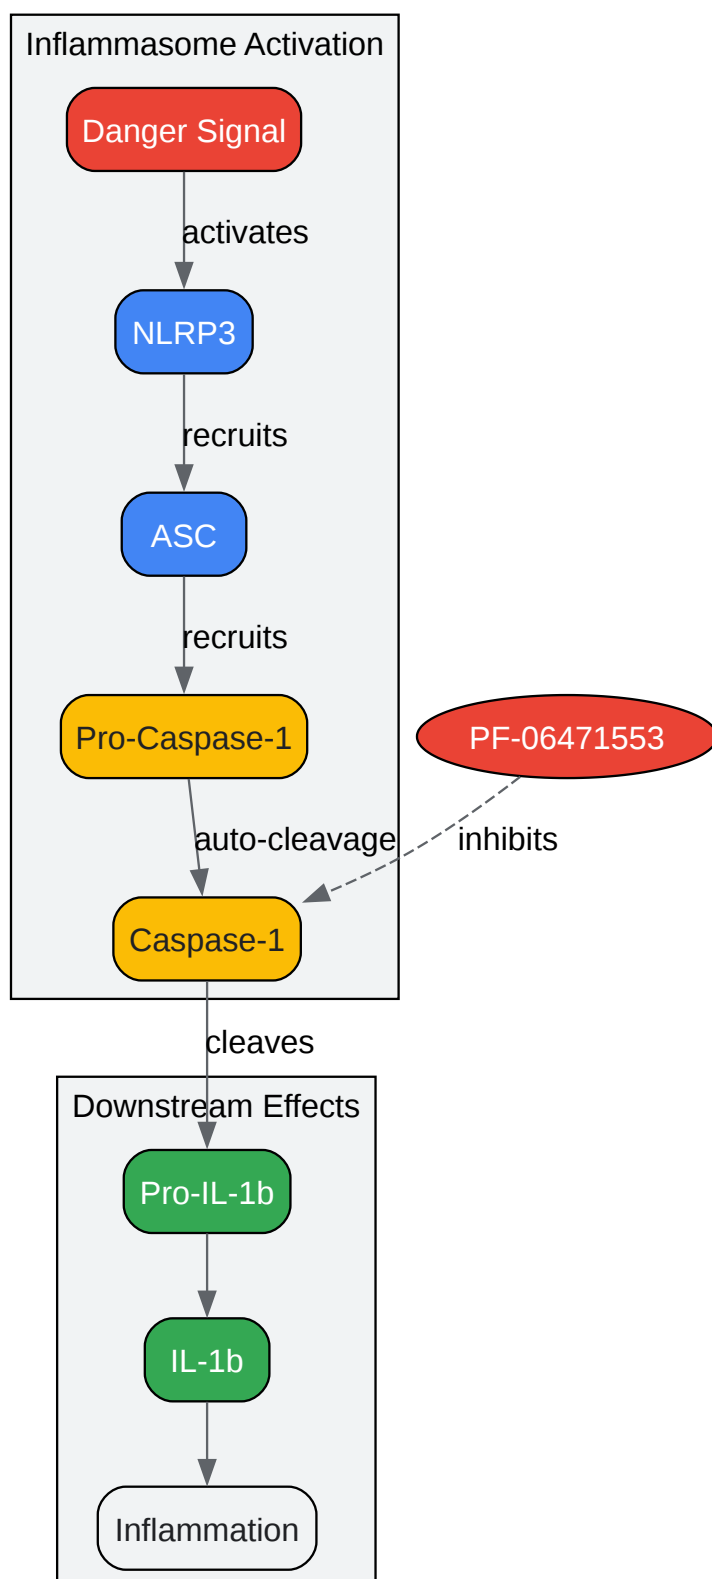 Inflammasome Activation
Danger Signal
activates
NLRP3
recruits
ASC
recruits
Pro-Caspase-1
PF-06471553
auto-cleavage
inhibits
Caspase-1
cleaves
Downstream Effects
Pro-IL-1b
IL-1b
Inflammation